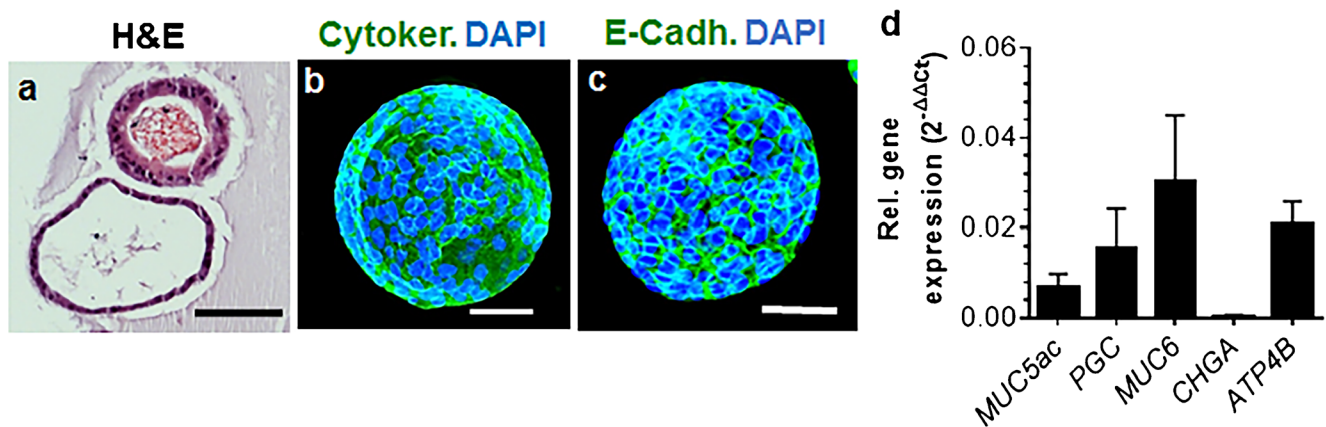 H&E
Cytoker. DAPI
E-Cadh. DAPI
a
b
c
d
Rel. gene
expression (2-ΔΔCt)
0.06
0.04
0.02
0.00
MUC5ac
PGC
MUC6
CHGA
ATP4B